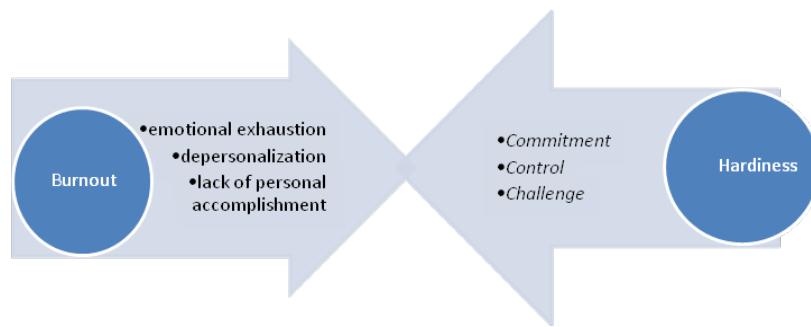 Burnout
•emotional exhaustion
•depersonalization
•lack of personal
accomplishment
•Commitment
•Control
•Challenge
Hardiness